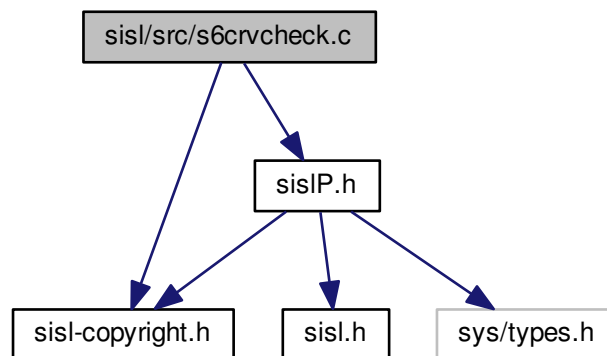 sisl/src/s6crvcheck.c
sislP.h
sisl-copyright.h
sisl.h
sys/types.h